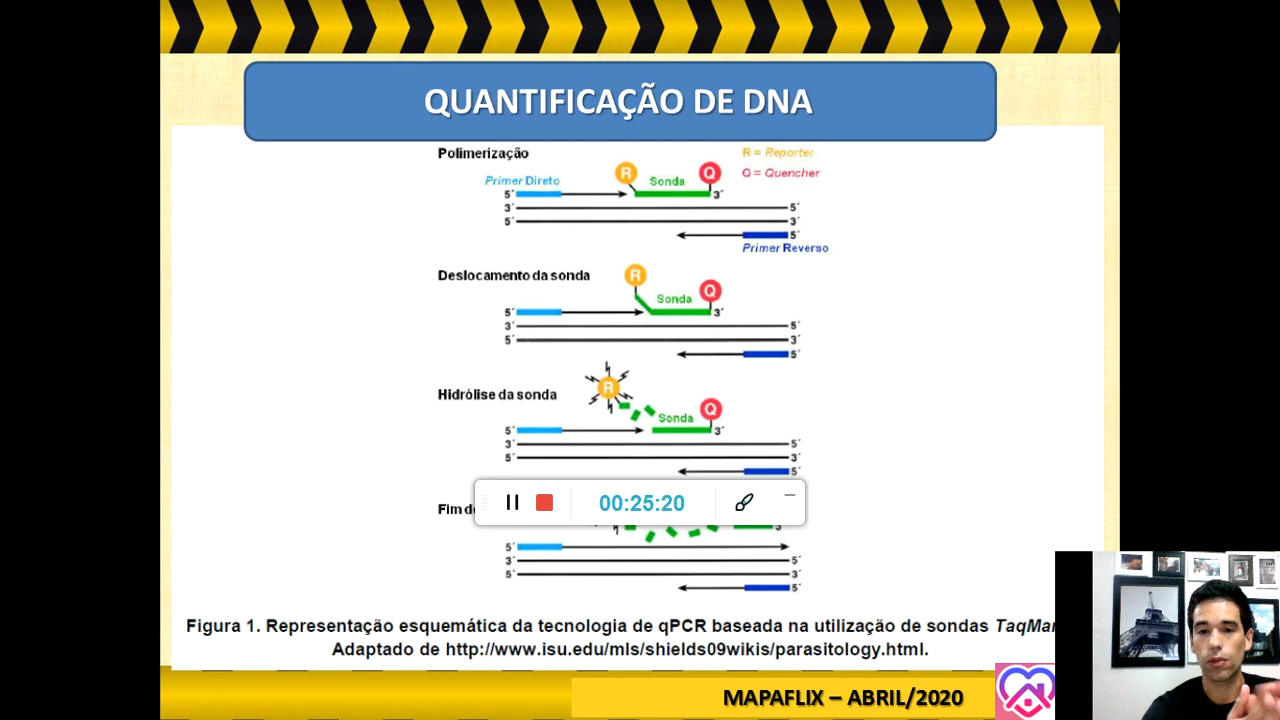 QUANTIFICAÇÃO DE DNA
Polimerização
R = Reporter
Q = Quencher
R
Q
Primer Direto
Sonda
5´
3´
3´
5´
5´
3´
5´
Primer Reverso
Deslocamento da sonda
R
Q
Sonda
5´
3´
3´
5´
5´
3´
5´
Hidrólise da sonda
R
Q
Sonda
5´
3´
3´
5´
5´
3´
5´
00:25:20
Fim
3´
5´
3´
5´
5´
3´
5´
Figura 1. Representação esquemática da tecnologia de qPCR baseada na utilização de sondas
Adaptado de http://www.isu.edu/mls/shields09wikis/parasitology.html.
MAPAFLIX – ABRIL/2020